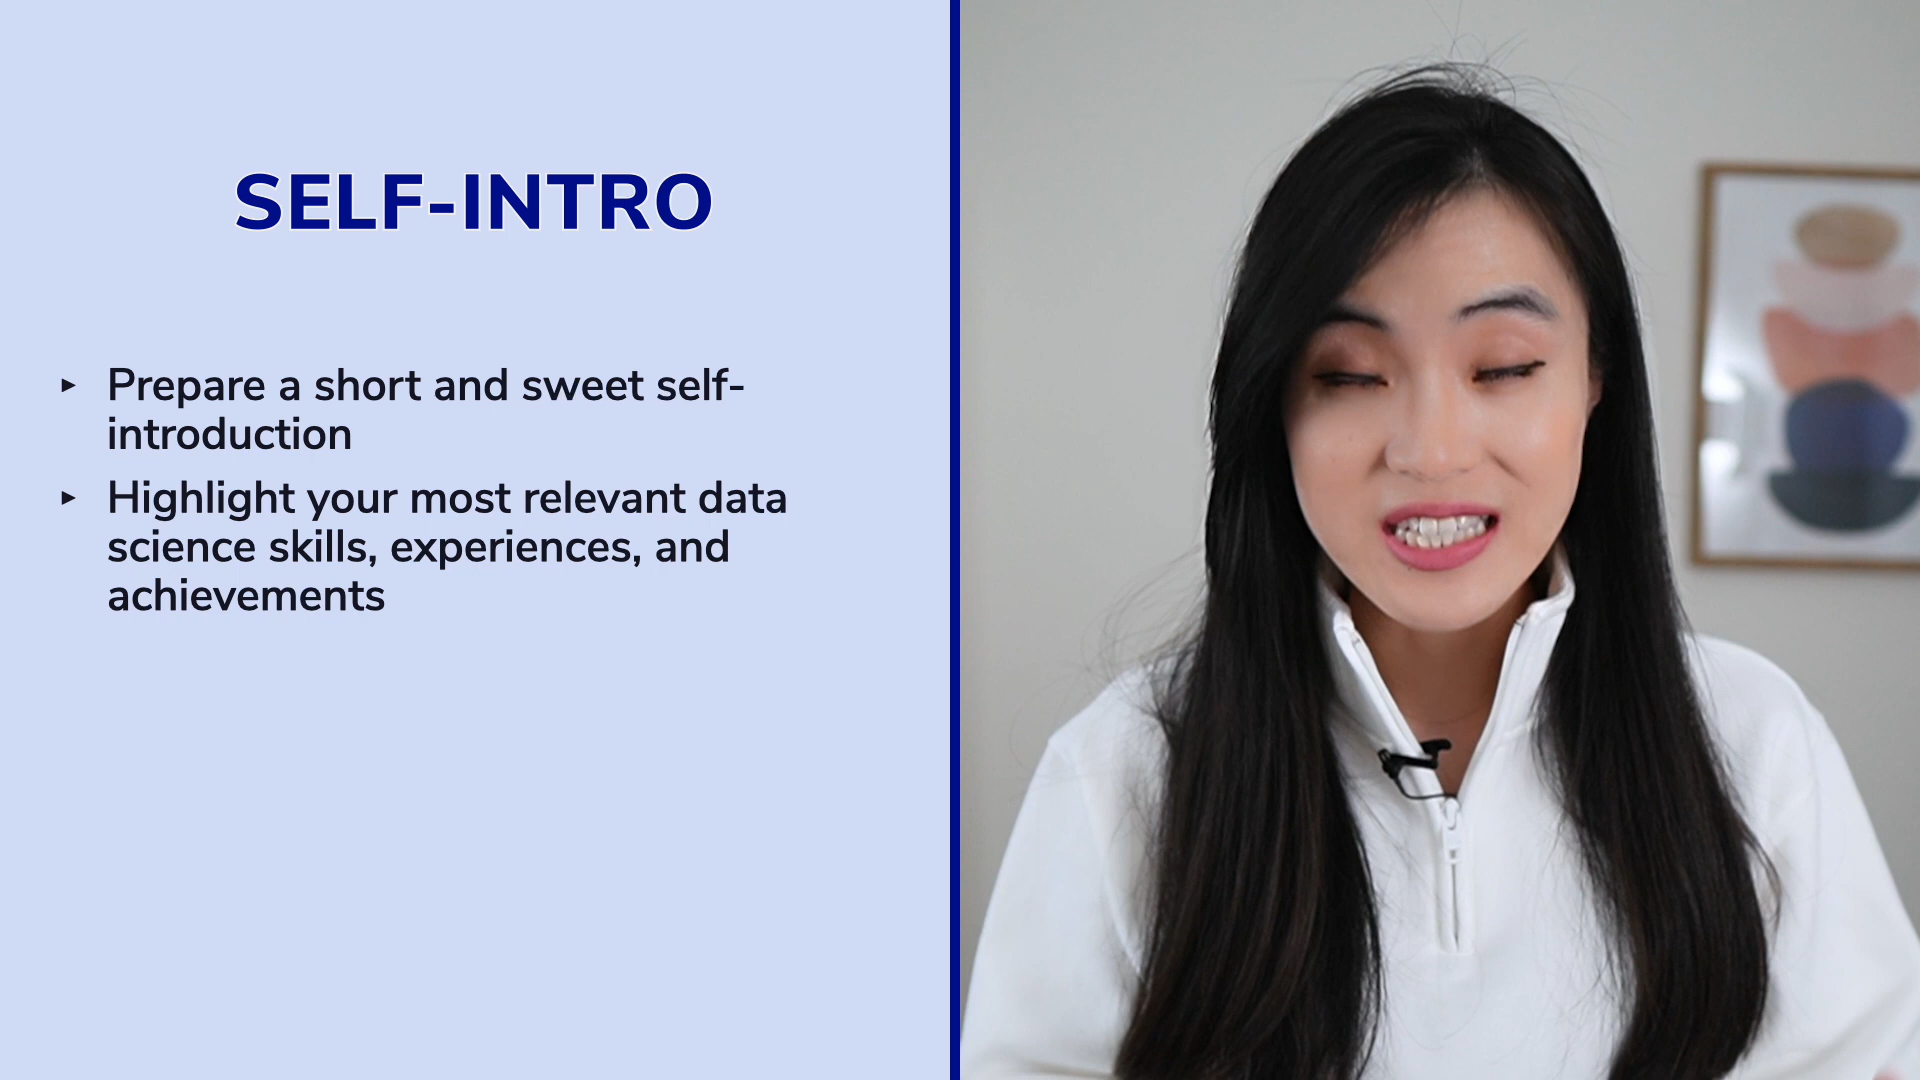 SELF-INTRO
▸ Prepare a short and sweet self-
introduction
▸ Highlight your most relevant data
science skills, experiences, and
achievements